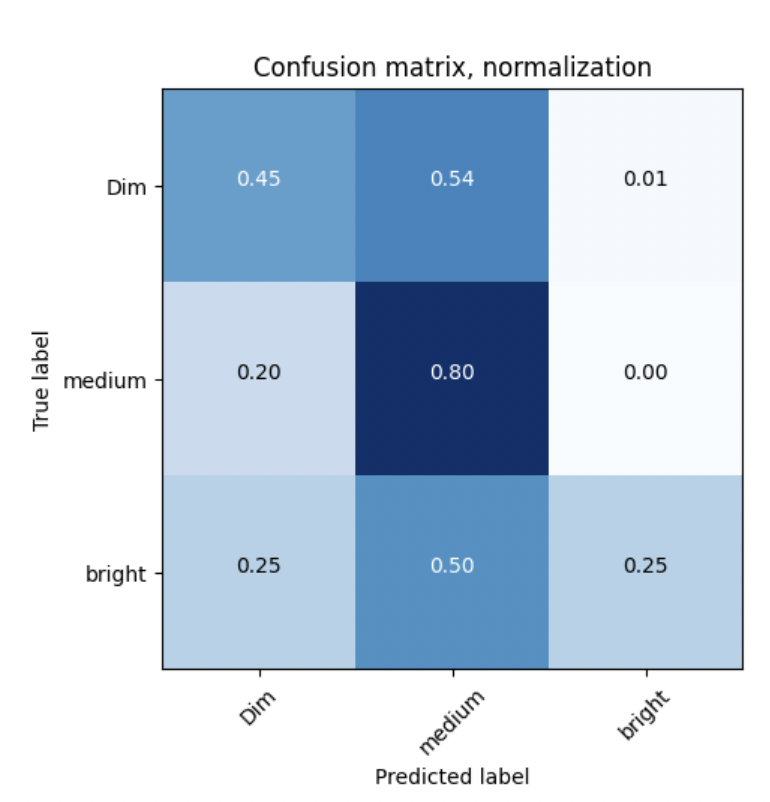 Confusion matrix, normalization
True label
Dim 0.45 0.54 0.01
medium 0.20 0.80 0.00
bright 0.25 0.50 0.25
Dim medium bright
Predicted label